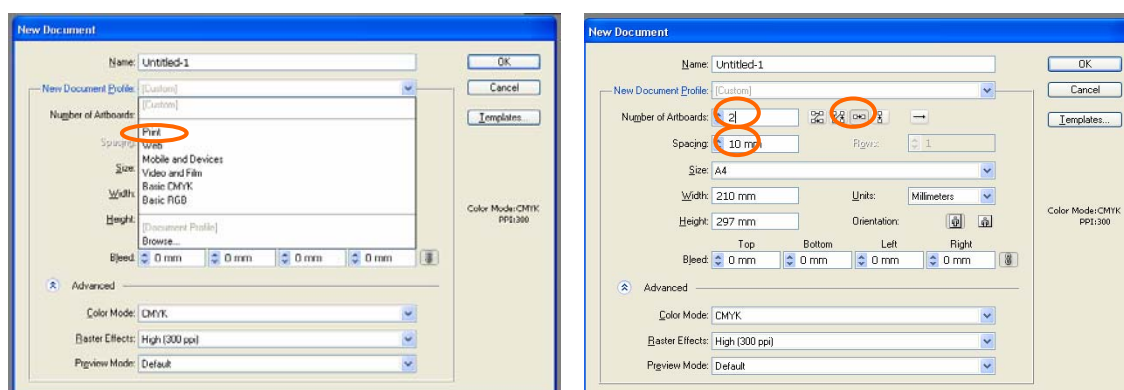 New Document
Name: Untitled-1
OK
New Document Profile: [Custom]
Cancel
[Custom]
Number of Artboards:
Templates...
Print
Spacing: Web
Mobile and Devices
Size: Video and Film
Basic CMYK
Width: Basic RGB
Color Mode:CMYK
PPI:300
Height: [Document Profile]
Browse...
Bleed: 0 mm 0 mm 0 mm 0 mm
Advanced
Color Mode: CMYK
Raster Effects: High (300 ppi)
Preview Mode: Default
New Document
Name: Untitled-1
OK
New Document Profile: [Custom]
Cancel
Number of Artboards: 2
Templates...
Spacing: 10 mm Rows: 1
Size: A4
Width: 210 mm Units: Millimeters
Color Mode:CMYK
PPI:300
Height: 297 mm Orientation:
Top Bottom Left Right
Bleed: 0 mm 0 mm 0 mm 0 mm
Advanced
Color Mode: CMYK
Raster Effects: High (300 ppi)
Preview Mode: Default